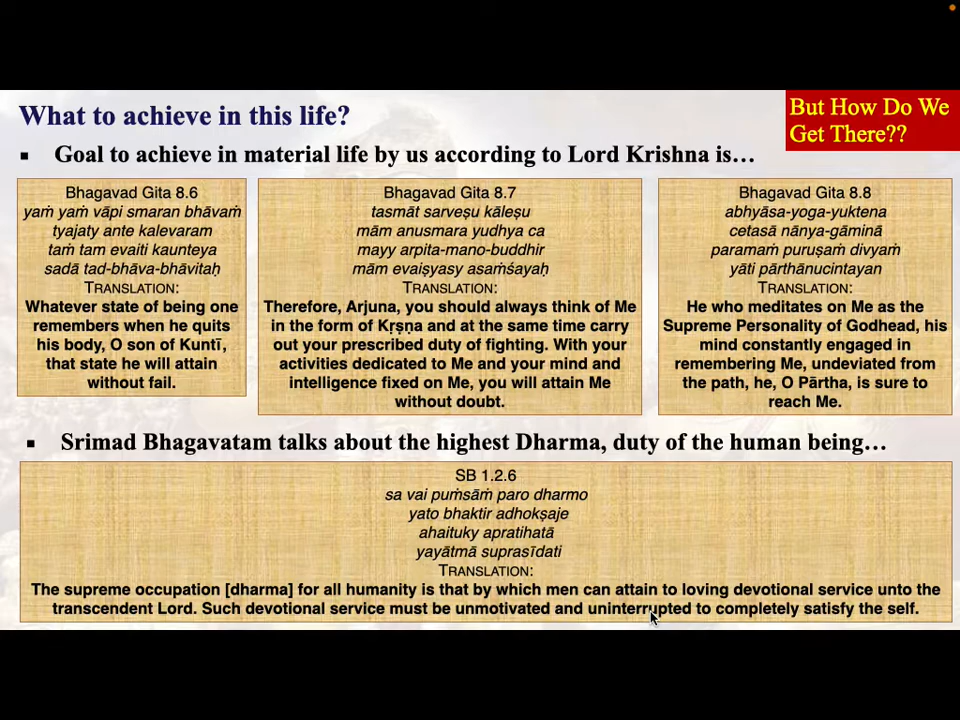 What to achieve in this life?
But How Do We
Get There??
▪ Goal to achieve in material life by us according to Lord Krishna is…
Bhagavad Gita 8.6
yaṁ yaṁ vāpi smaran bhāvaṁ
tyajaty ante kalevaram
taṁ tam evaiti kaunteya
sadā tad-bhāva-bhāvitaḥ
TRANSLATION:
Whatever state of being one
remembers when he quits
his body, O son of Kuntī,
that state he will attain
without fail.
Bhagavad Gita 8.7
tasmāt sarveṣu kāleṣu
mām anusmara yudhya ca
mayy arpita-mano-buddhir
mām evaiṣyasy asaṁśayaḥ
TRANSLATION:
Therefore, Arjuna, you should always think of Me
in the form of Kṛṣṇa and at the same time carry
out your prescribed duty of fighting. With your
activities dedicated to Me and your mind and
intelligence fixed on Me, you will attain Me
without doubt.
Bhagavad Gita 8.8
abhyāsa-yoga-yuktena
cetasā nānya-gāminā
paramaṁ puruṣaṁ divyaṁ
yāti pārthānucintayan
TRANSLATION:
He who meditates on Me as the
Supreme Personality of Godhead, his
mind constantly engaged in
remembering Me, undeviated from
the path, he, O Pārtha, is sure to
reach Me.
▪ Srimad Bhagavatam talks about the highest Dharma, duty of the human being…
SB 1.2.6
sa vai puṁsāṁ paro dharmo
yato bhaktir adhokṣaje
ahaituky apratihatā
yayātmā suprasīdati
TRANSLATION:
The supreme occupation [dharma] for all humanity is that by which men can attain to loving devotional service unto the
transcendent Lord. Such devotional service must be unmotivated and uninterrupted to completely satisfy the self.